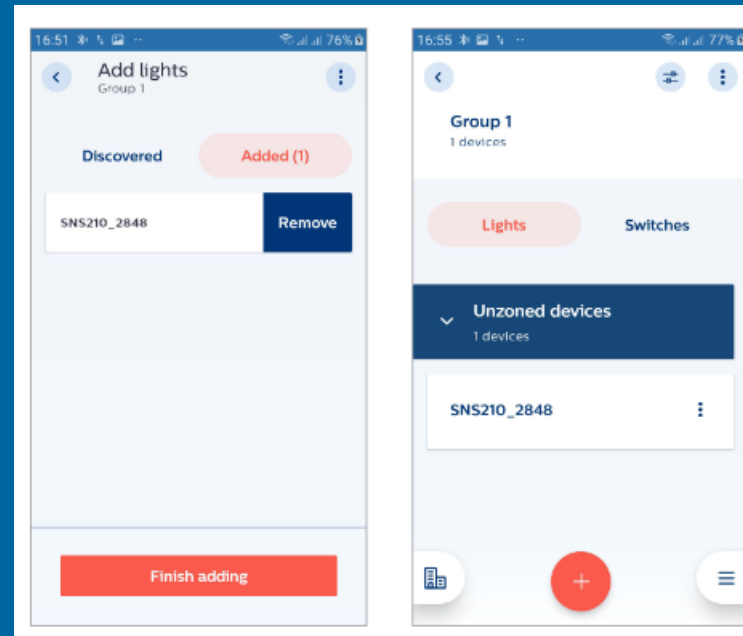 16:51
76%
Add lights
Group 1
Discovered
Added (1)
SNS210_2848
Remove
Finish adding
16:55
77%
Group 1
1 devices
Lights
Switches
Unzoned devices
1 devices
SNS210_2848